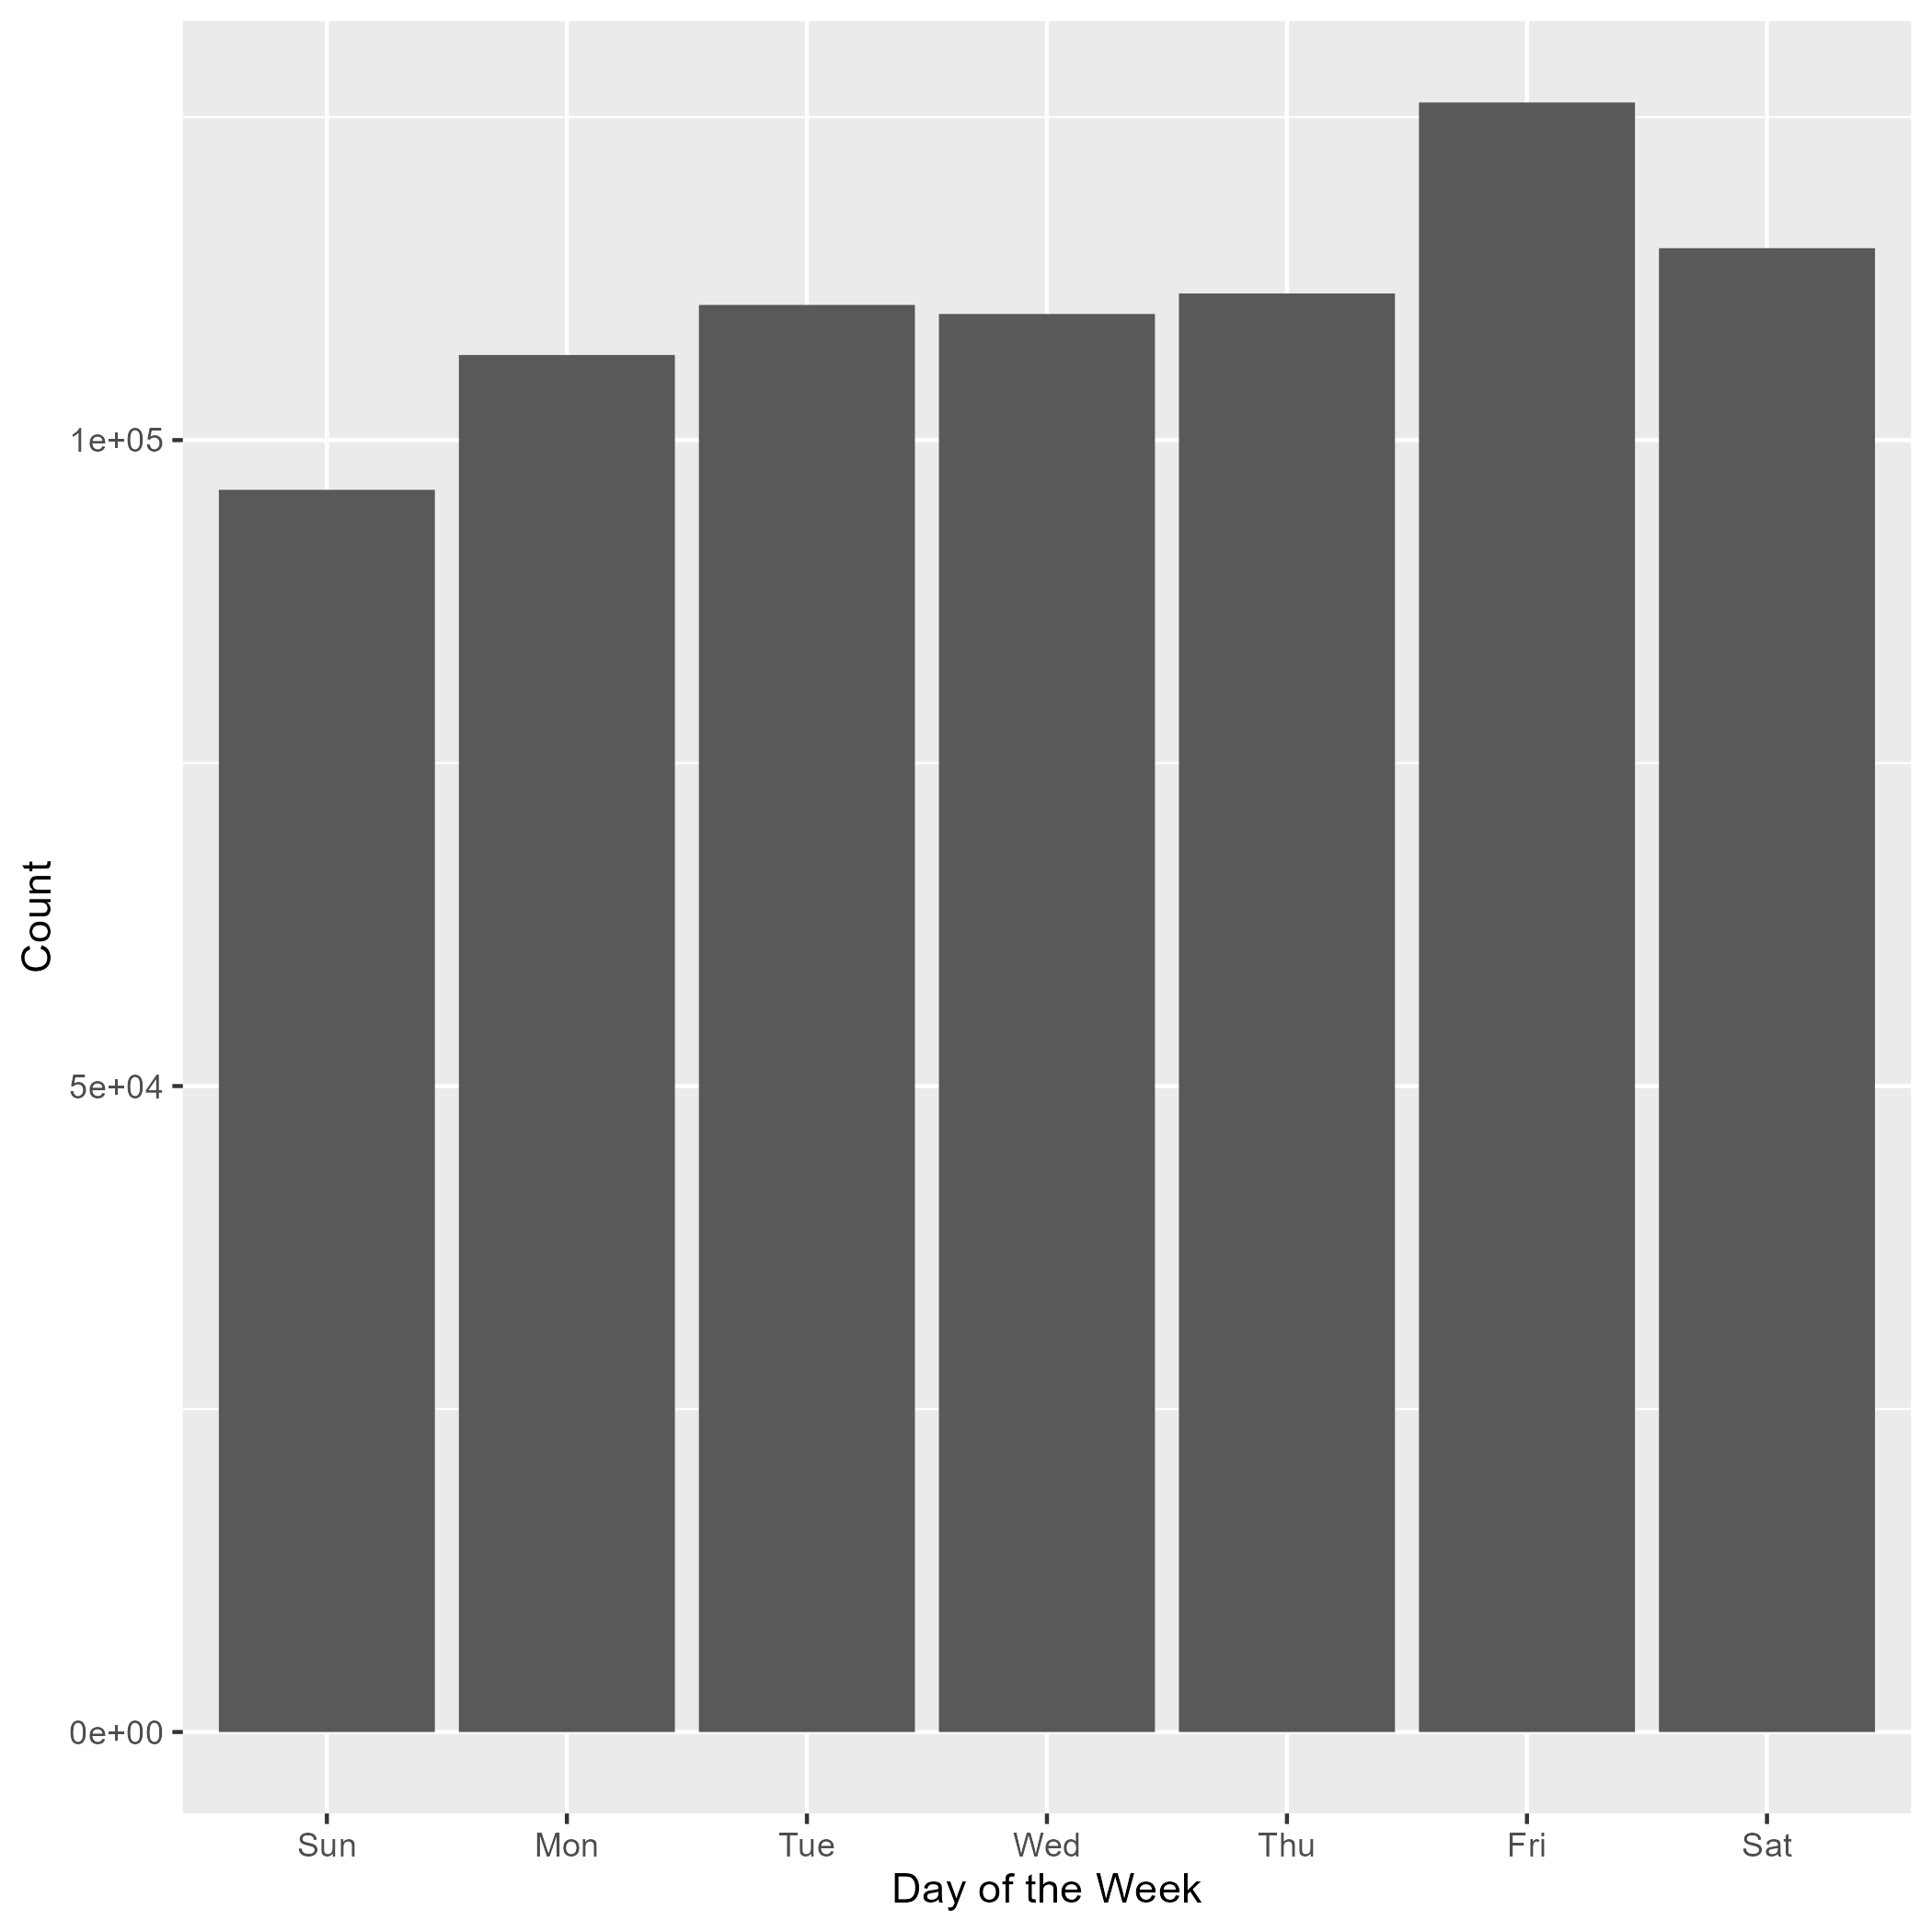 Count
1e+05
5e+04
0e+00
Sun Mon Tue Wed Thu Fri Sat
Day of the Week